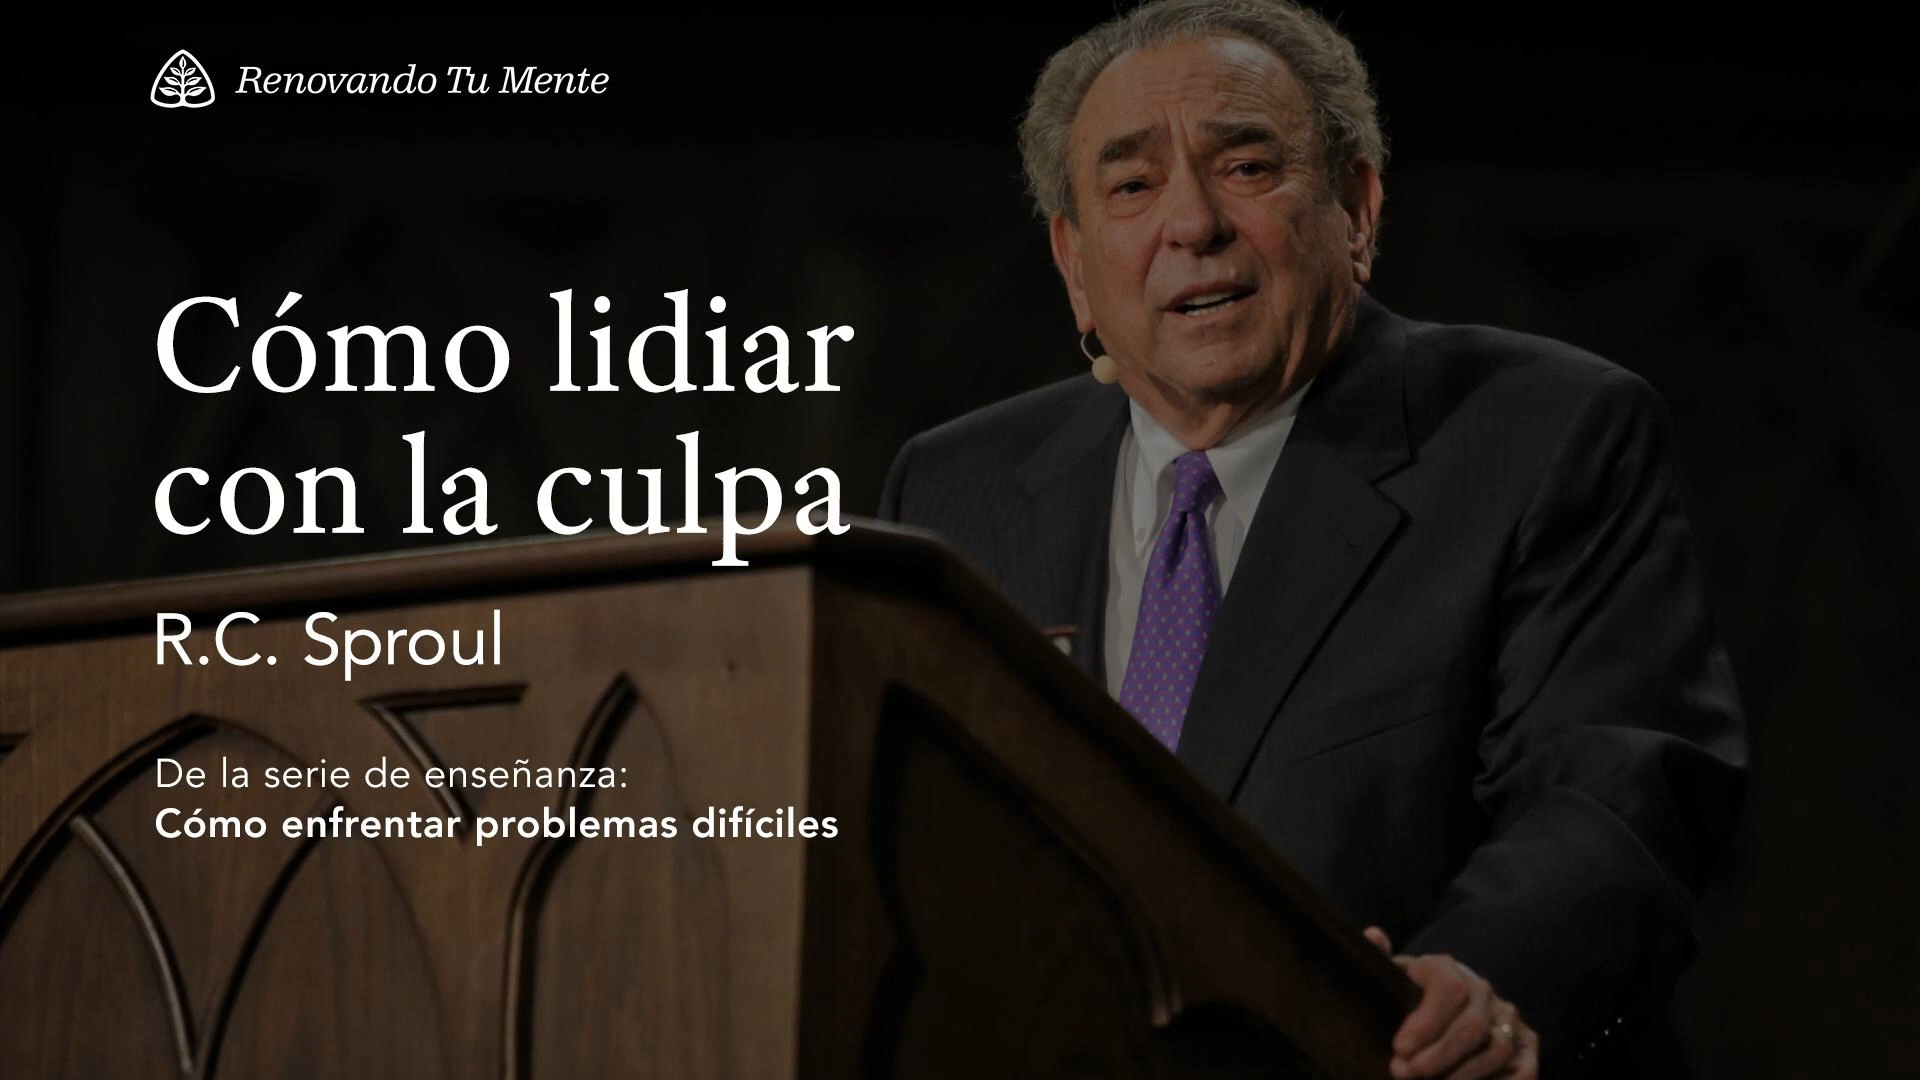 Renovando Tu Mente
Cómo lidiar
con la culpa
R.C. Sproul
De la serie de enseñanza:
Cómo enfrentar problemas difíciles